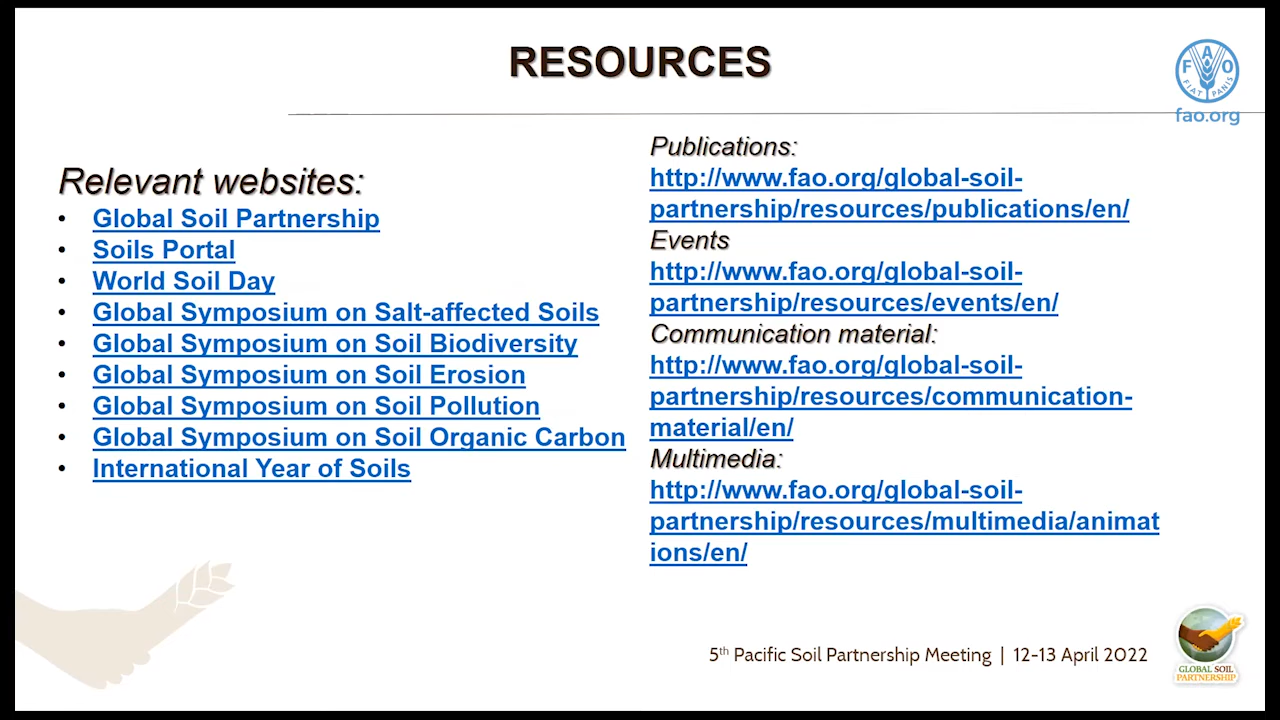 RESOURCES
FAO
FIAT PANIS
fao.org
Relevant websites:
• Global Soil Partnership
• Soils Portal
• World Soil Day
• Global Symposium on Salt-affected Soils
• Global Symposium on Soil Biodiversity
• Global Symposium on Soil Erosion
• Global Symposium on Soil Pollution
• Global Symposium on Soil Organic Carbon
• International Year of Soils
Publications:
http://www.fao.org/global-soil-
partnership/resources/publications/en/
Events
http://www.fao.org/global-soil-
partnership/resources/events/en/
Communication material:
http://www.fao.org/global-soil-
partnership/resources/communication-
material/en/
Multimedia:
http://www.fao.org/global-soil-
partnership/resources/multimedia/animat
ions/en/
5th Pacific Soil Partnership Meeting | 12-13 April 2022
GLOBAL SOIL
PARTNERSHIP